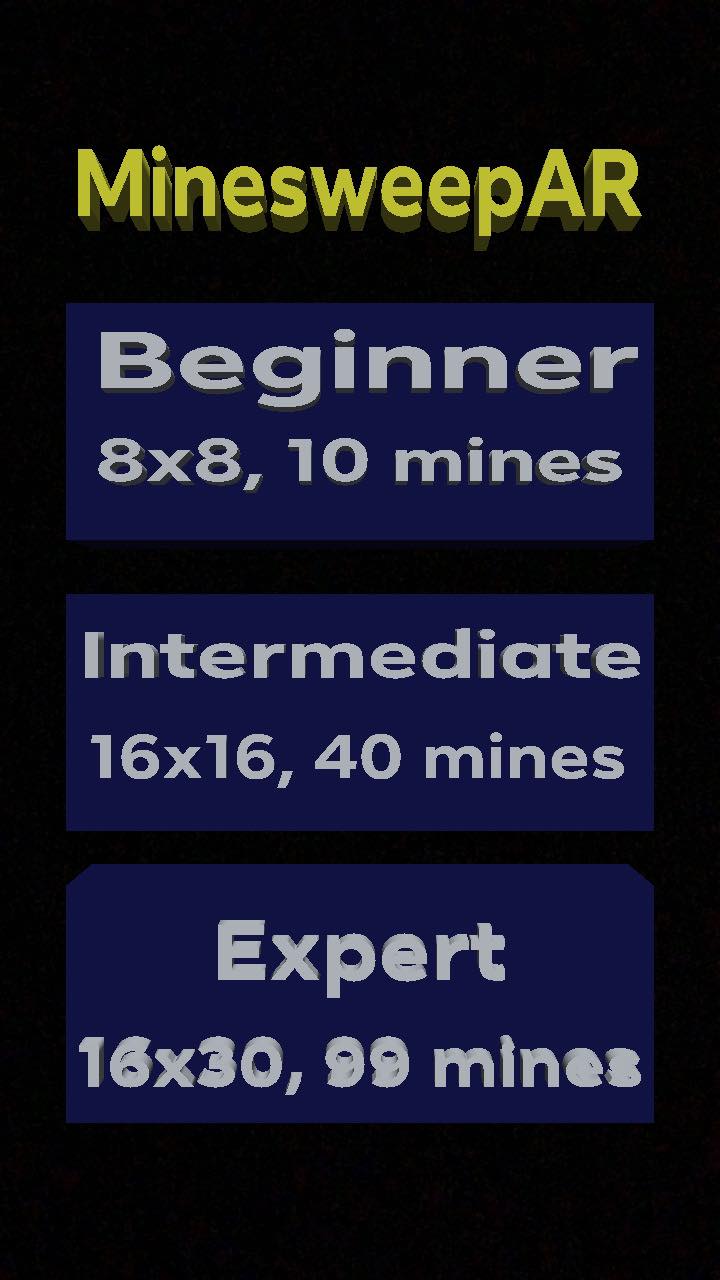 MinesweepAR
Beginner
8x8, 10 mines
Intermediate
16x16, 40 mines
Expert
16x30, 99 mines